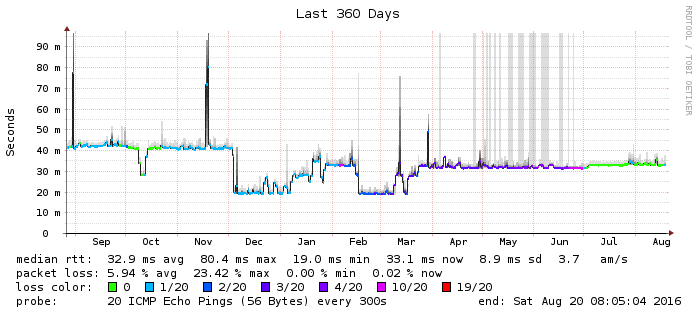 Last 360 Days
RRDTOOL / TOBI OETIKER
Seconds
90 m
80 m
70 m
60 m
50 m
40 m
30 m
20 m
10 m
0
Sep Oct Nov Dec Jan Feb Mar Apr May Jun Jul Aug
median rtt: 32.9 ms avg 80.4 ms max 19.0 ms min 33.1 ms now 8.9 ms sd 3.7 am/s
packet loss: 5.94 % avg 23.42 % max 0.00 % min 0.02 % now
loss color: 0 1/20 2/20 3/20 4/20 10/20 19/20
probe: 20 ICMP Echo Pings (56 Bytes) every 300s end: Sat Aug 20 08:05:04 2016